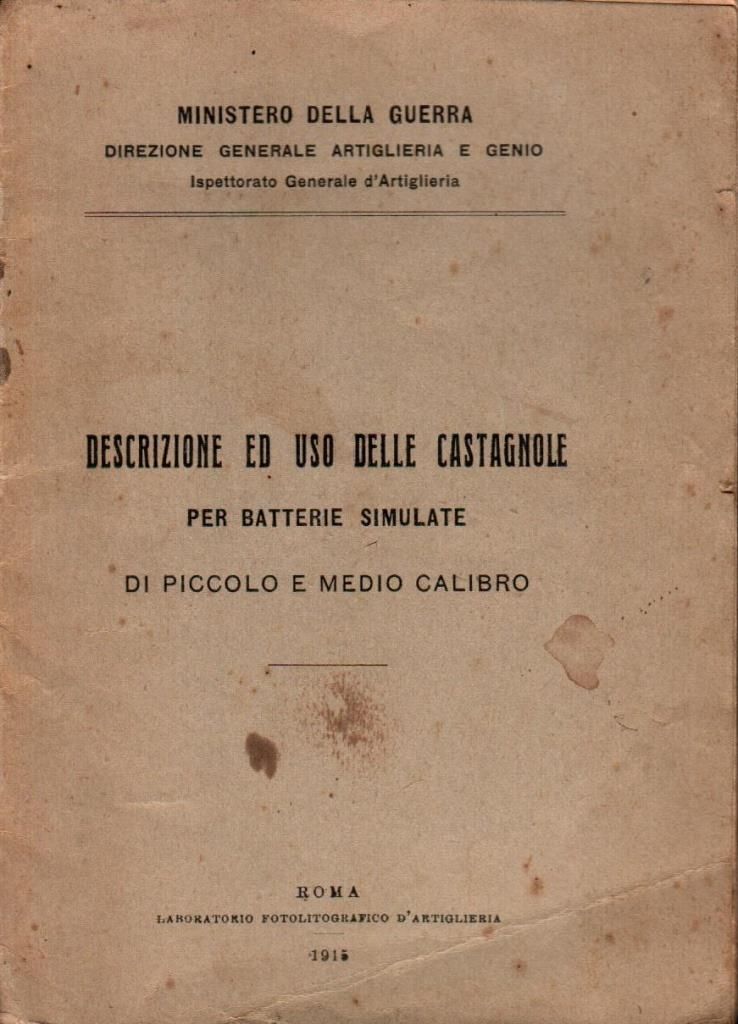 MINISTERO DELLA GUERRA
DIREZIONE GENERALE ARTIGLIERIA E GENIO
Ispettorato Generale d'Artiglieria
DESCRIZIONE ED USO DELLE CASTAGNOLE
PER BATTERIE SIMULATE
DI PICCOLO E MEDIO CALIBRO
ROMA
LABORATORIO FOTOLITOGRAFICO D'ARTIGLIERIA
1915